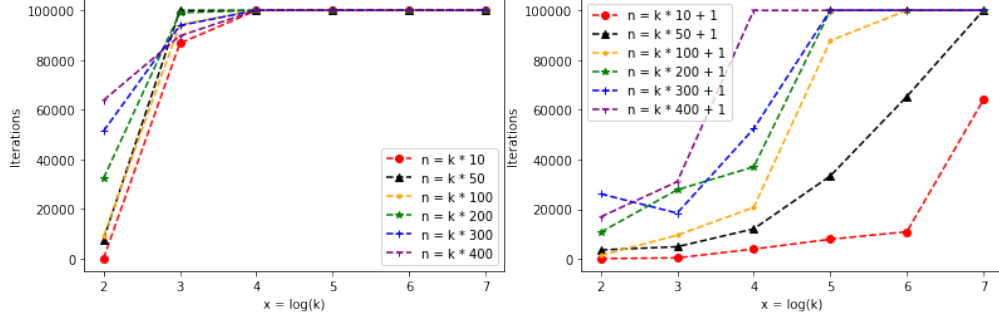 100000
80000
60000
40000
20000
0
Iterations
2 3 4 5 6 7
x = log(k)
n = k * 10
n = k * 50
n = k * 100
n = k * 200
n = k * 300
n = k * 400
100000
80000
60000
40000
20000
0
Iterations
2 3 4 5 6 7
x = log(k)
n = k * 10 + 1
n = k * 50 + 1
n = k * 100 + 1
n = k * 200 + 1
n = k * 300 + 1
n = k * 400 + 1